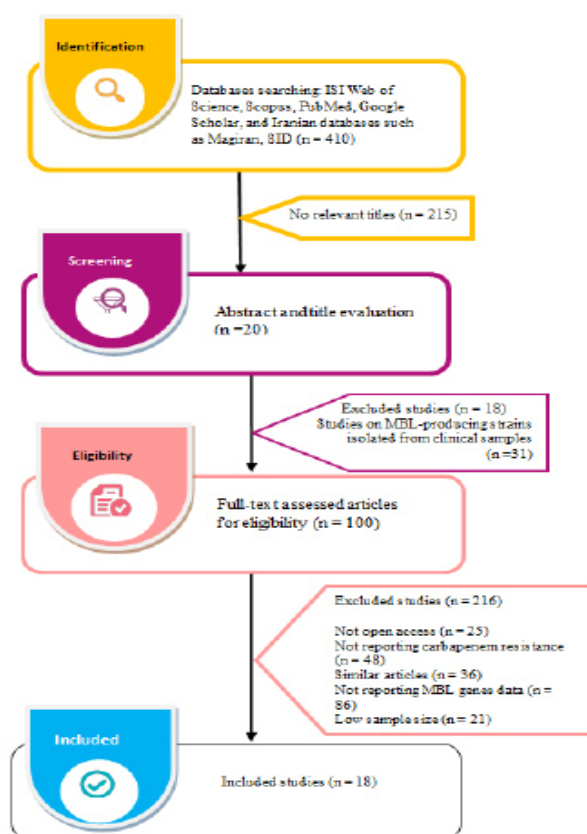 Identification
Databases searching: ISI Web of
Science, Scopus, PubMed, Google
Scholar, and Iranian databases such
as Magiran, SID (n = 410)
No relevant titles (n = 215)
Screening
Abstract and title evaluation
(n =20)
Excluded studies (n = 18)
Studies on MBL-producing strains
isolated from clinical samples
(n =31)
Eligibility
Full-text assessed articles
for eligibility (n = 100)
Excluded studies (n = 216)
Not open access (n = 25)
Not reporting carbapenem resistance
(n = 48)
Similar articles (n = 36)
Not reporting MBL genes data (n =
86)
Low sample size (n = 21)
Included
Included studies (n = 18)